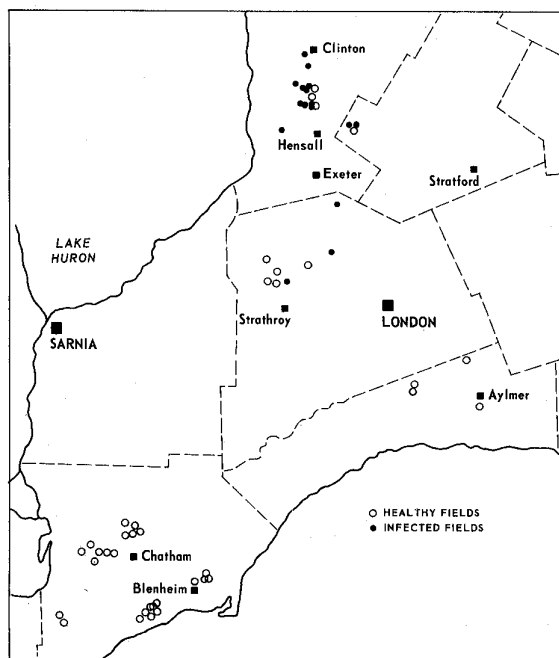 Clinton
Hensall
Exeter
Stratford
LAKE
HURON
Strathroy
LONDON
SARNIA
Aylmer
HEALTHY FIELDS
INFECTED FIELDS
Chatham
Blenheim